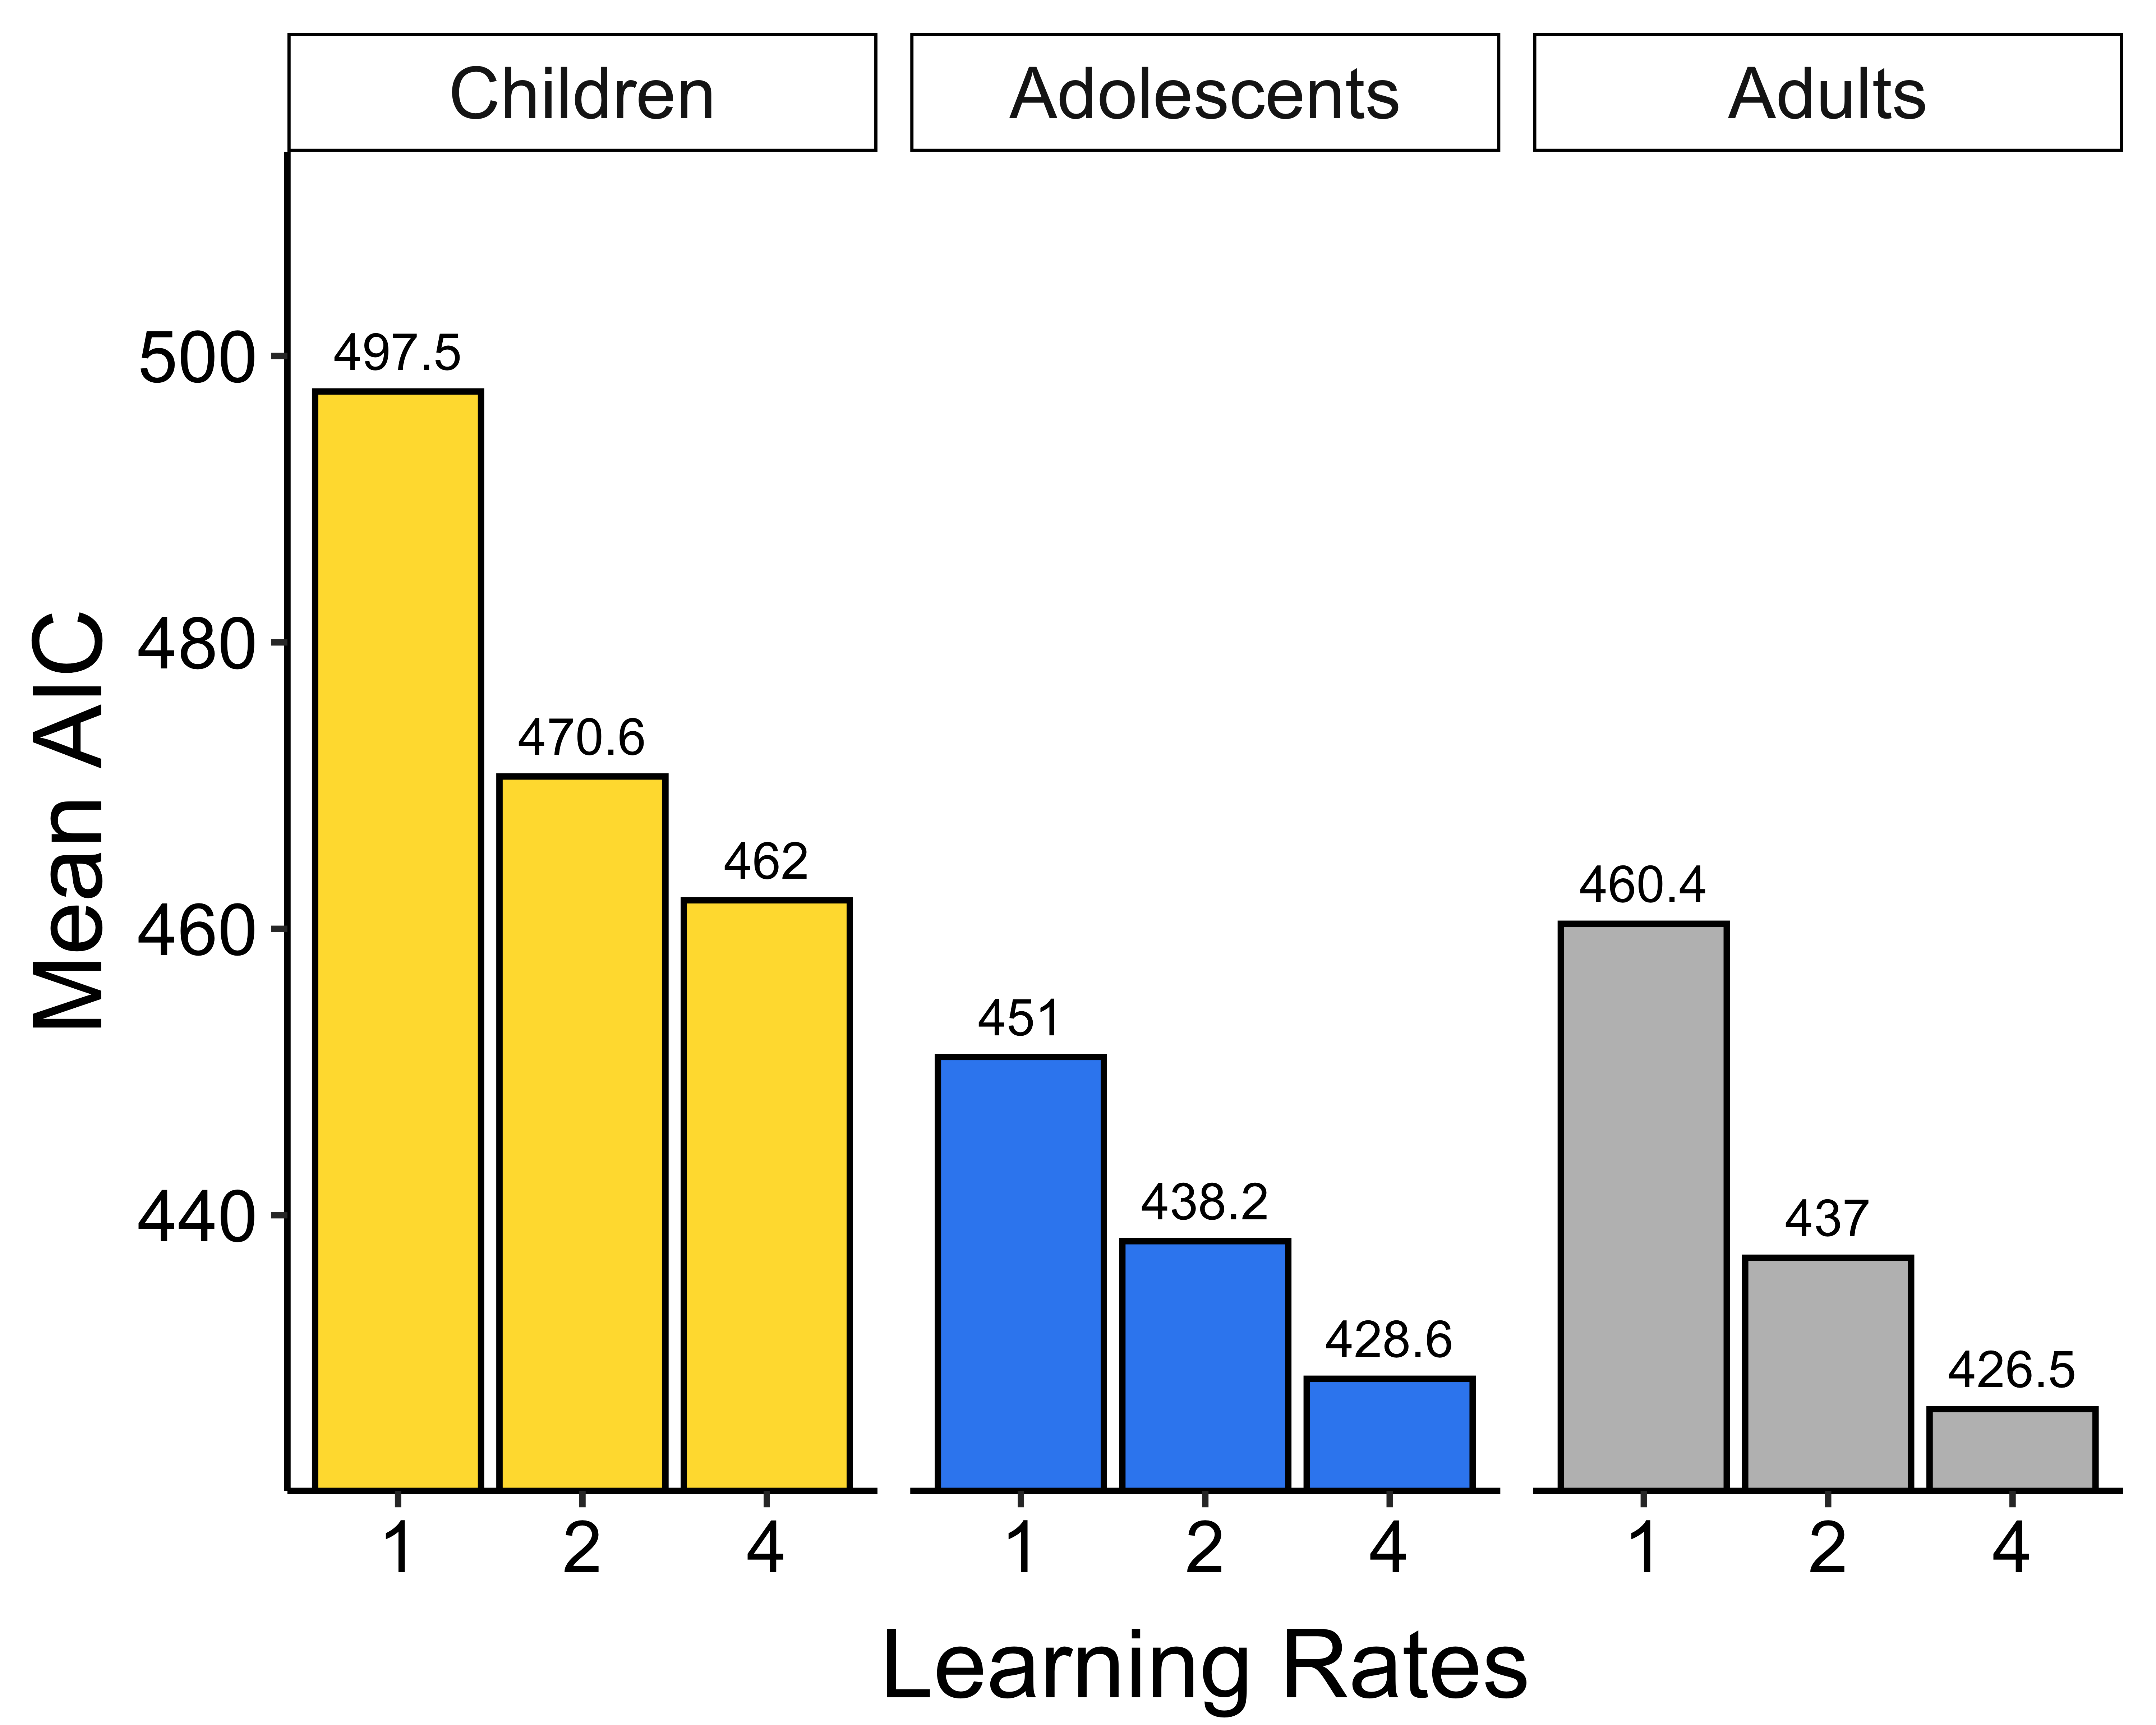 Children
Adolescents
Adults
Mean AIC
500
480
460
440
497.5
470.6
462
451
438.2
428.6
460.4
437
426.5
1 2 4 1 2 4 1 2 4
Learning Rates